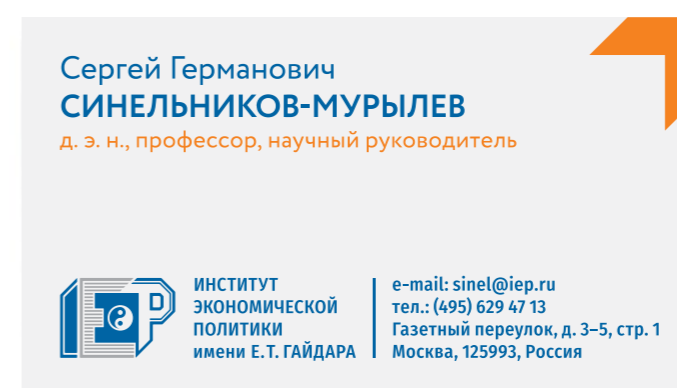 Сергей Германович
СИНЕЛЬНИКОВ-МУРЫЛЕВ
д. э. н., профессор, научный руководитель
ИНСТИТУТ
ЭКОНОМИЧЕСКОЙ
ПОЛИТИКИ
имени Е.Т. ГАЙДАРА
e-mail: sinel@iep.ru
тел.: (495) 629 47 13
Газетный переулок, д. 3–5, стр. 1
Москва, 125993, Россия